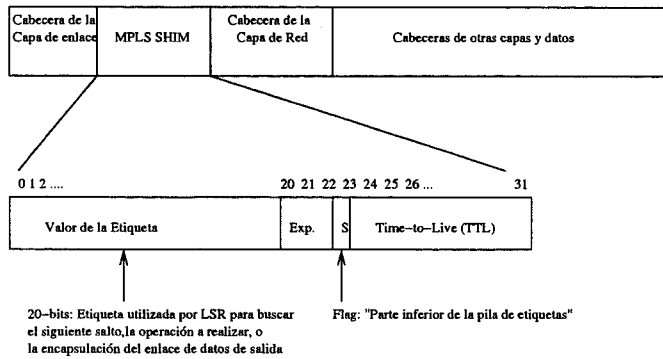 Cabecera de la
Capa de enlace
MPLS SHIM
Cabecera de la
Capa de Red
Cabeceras de otras capas y datos
0 1 2 ....
20 21 22 23 24 25 26 ...
31
Valor de la Etiqueta
Exp.
S
Time-to-Live (TTL)
20-bits: Etiqueta utilizada por LSR para buscar
el siguiente salto,la operación a realizar, o
la encapsulación del enlace de datos de salida
Flag: "Parte inferior de la pila de etiquetas"